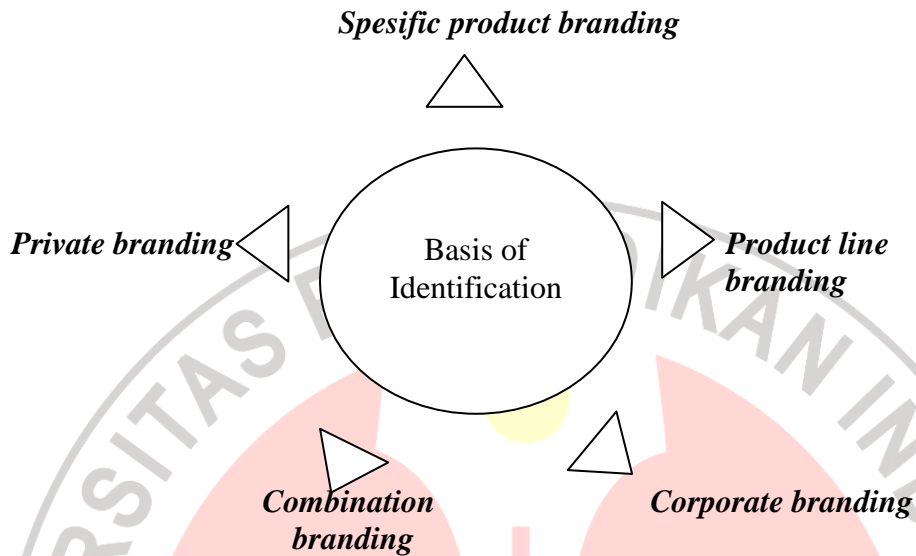 Spesific product branding
Private branding
Basis of
Identification
Product line
branding
Combination
branding
Corporate branding